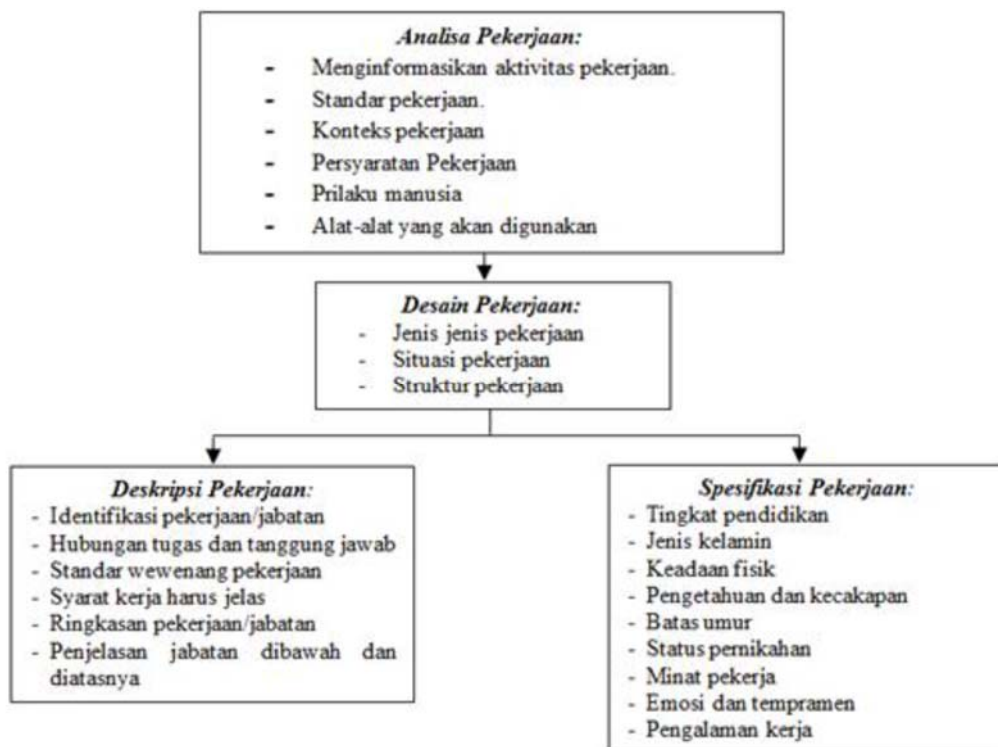 Analisa Pekerjaan:
- Menginformasikan aktivitas pekerjaan.
- Standar pekerjaan.
- Konteks pekerjaan
- Persyaratan Pekerjaan
- Prilaku manusia
- Alat-alat yang akan digunakan
Desain Pekerjaan:
- Jenis jenis pekerjaan
- Situasi pekerjaan
- Struktur pekerjaan
Deskripsi Pekerjaan:
- Identifikasi pekerjaan/jabatan
- Hubungan tugas dan tanggung jawab
- Standar wewenang pekerjaan
- Syarat kerja harus jelas
- Ringkasan pekerjaan/jabatan
- Penjelasan jabatan dibawah dan
diatasnya
Spesifikasi Pekerjaan:
- Tingkat pendidikan
- Jenis kelamin
- Keadaan fisik
- Pengetahuan dan kecakapan
- Batas umur
- Status pernikahan
- Minat pekerja
- Emosi dan tempramen
- Pengalaman kerja